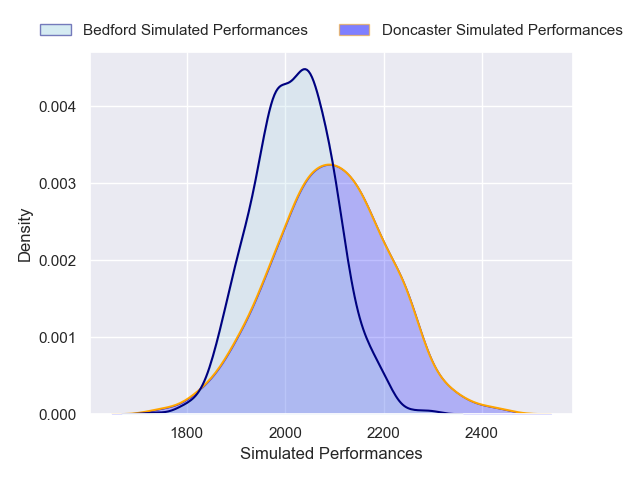 Bedford Simulated Performances
Doncaster Simulated Performances
0.004
0.003
0.002
0.001
0.000
Density
1800
2000
2200
2400
Simulated Performances